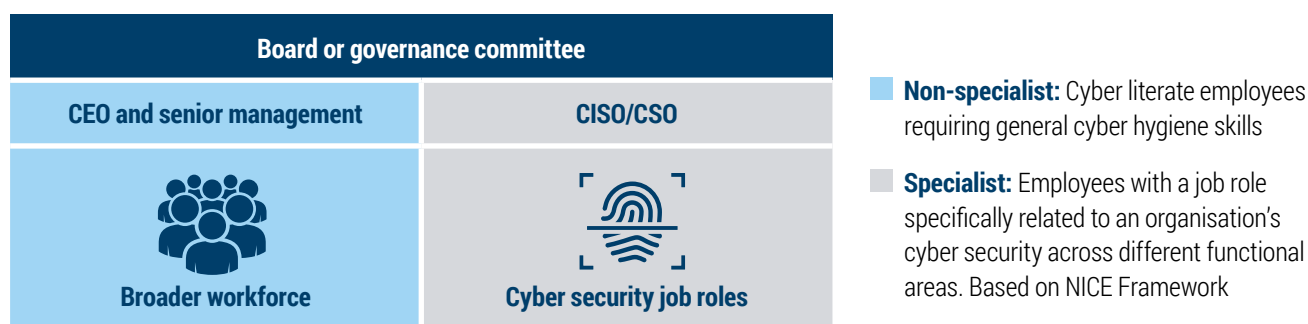 Board or governance committee
CEO and senior management
CISO/CSO
Broader workforce
Cyber security job roles
Non-specialist: Cyber literate employees
requiring general cyber hygiene skills
Specialist: Employees with a job role
specifically related to an organisation's
cyber security across different functional
areas. Based on NICE Framework